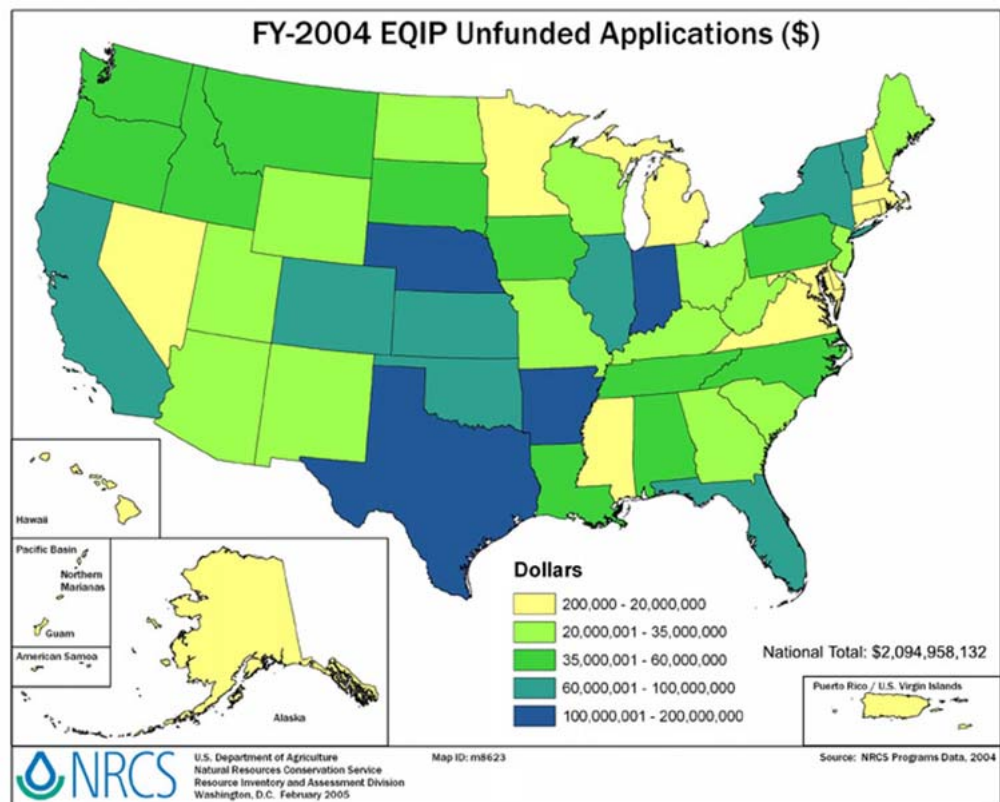 FY-2004 EQIP Unfunded Applications ($)
Hawaii
Pacific Basin
Northern
Marianas
Guam
American Samoa
Alaska
Dollars
200,000 - 20,000,000
20,000,001 - 35,000,000
35,000,001 - 60,000,000
60,000,001 - 100,000,000
100,000,001 - 200,000,000
National Total: $2,094,958,132
Puerto Rico / U.S. Virgin Islands
NRCS
U.S. Department of Agriculture
Natural Resources Conservation Service
Resource Inventory and Assessment Division
Washington, D.C. February 2005
Map ID: m8623
Source: NRCS Programs Data, 2004